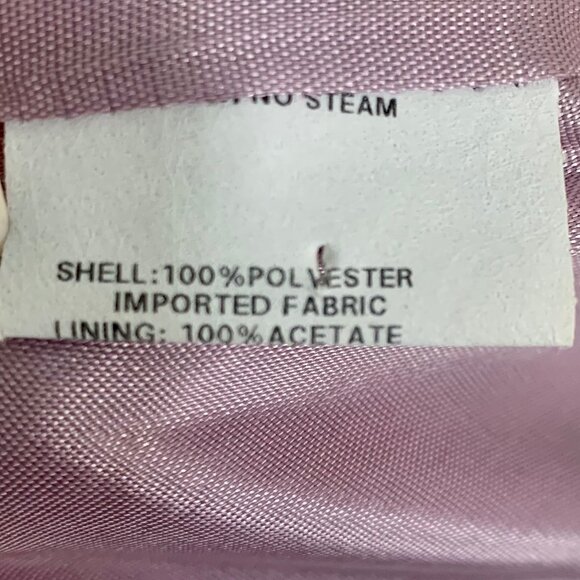 NO STEAM
SHELL:100%POLYESTER
IMPORTED FABRIC
LINING: 100%ACETATE